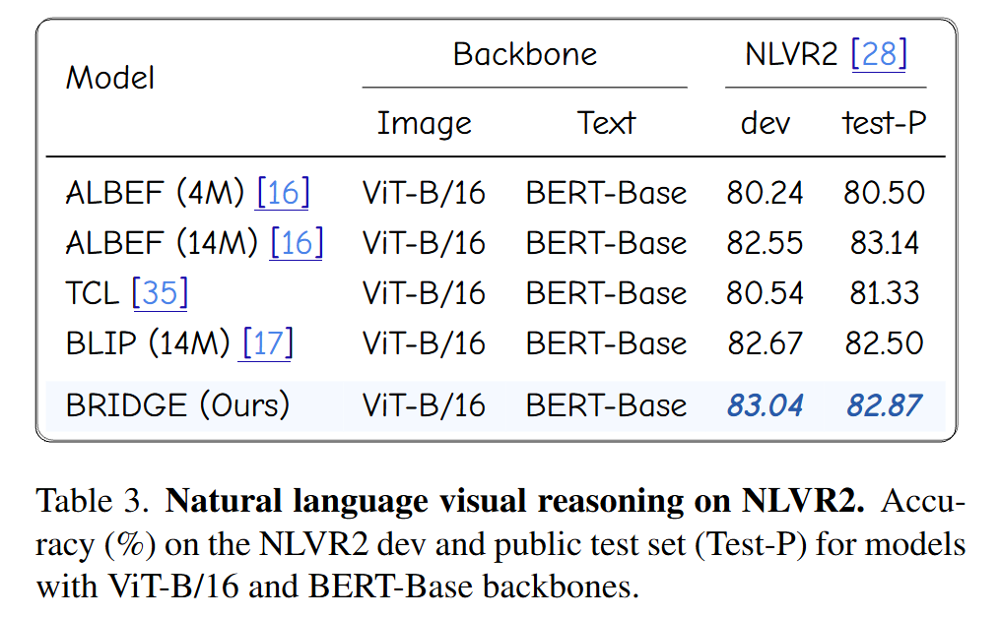 Model Backbone NLVR2 [28]
Image Text dev test-P
ALBEF (4M) [16] ViT-B/16 BERT-Base 80.24 80.50
ALBEF (14M) [16] ViT-B/16 BERT-Base 82.55 83.14
TCL [35] ViT-B/16 BERT-Base 80.54 81.33
BLIP (14M) [17] ViT-B/16 BERT-Base 82.67 82.50
BRIDGE (Ours) ViT-B/16 BERT-Base 83.04 82.87
Table 3. Natural language visual reasoning on NLVR2. Accu-
racy (%) on the NLVR2 dev and public test set (Test-P) for models
with ViT-B/16 and BERT-Base backbones.